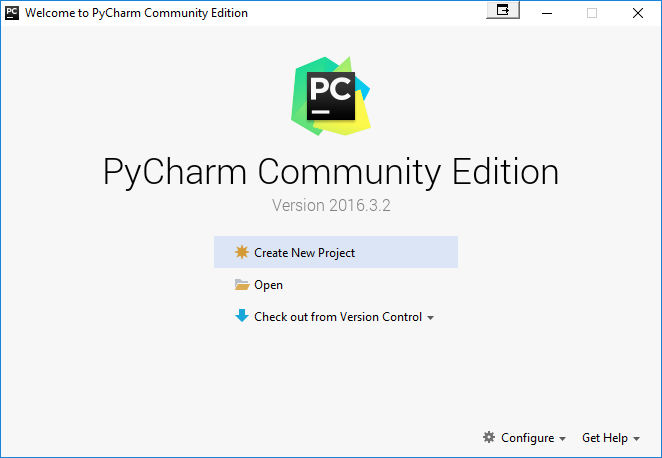 PC Welcome to PyCharm Community Edition
PC
PyCharm Community Edition
Version 2016.3.2
Create New Project
Open
Check out from Version Control
Configure Get Help